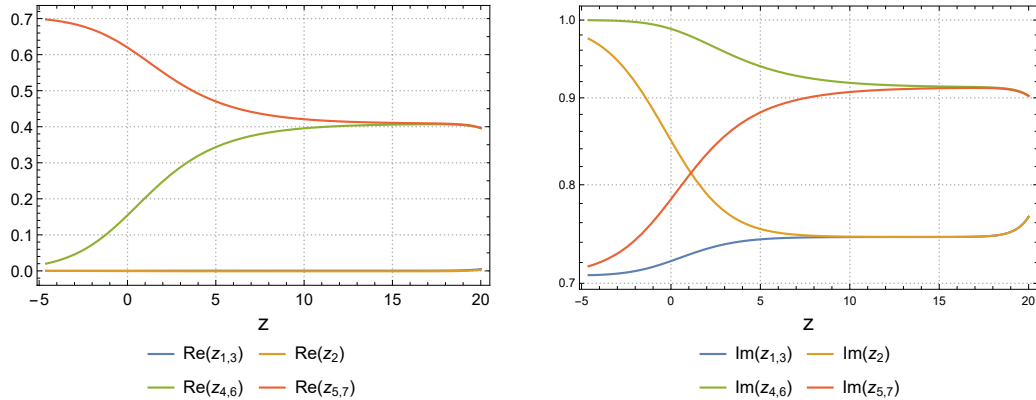 0.7
0.6
0.5
0.4
0.3
0.2
0.1
0.0
−5 0 5 10 15 20
z
Re(z1,3) Re(z2)
Re(z4,6) Re(z5,7)
1.0
0.9
0.8
0.7
−5 0 5 10 15 20
z
Im(z1,3) Im(z2)
Im(z4,6) Im(z5,7)